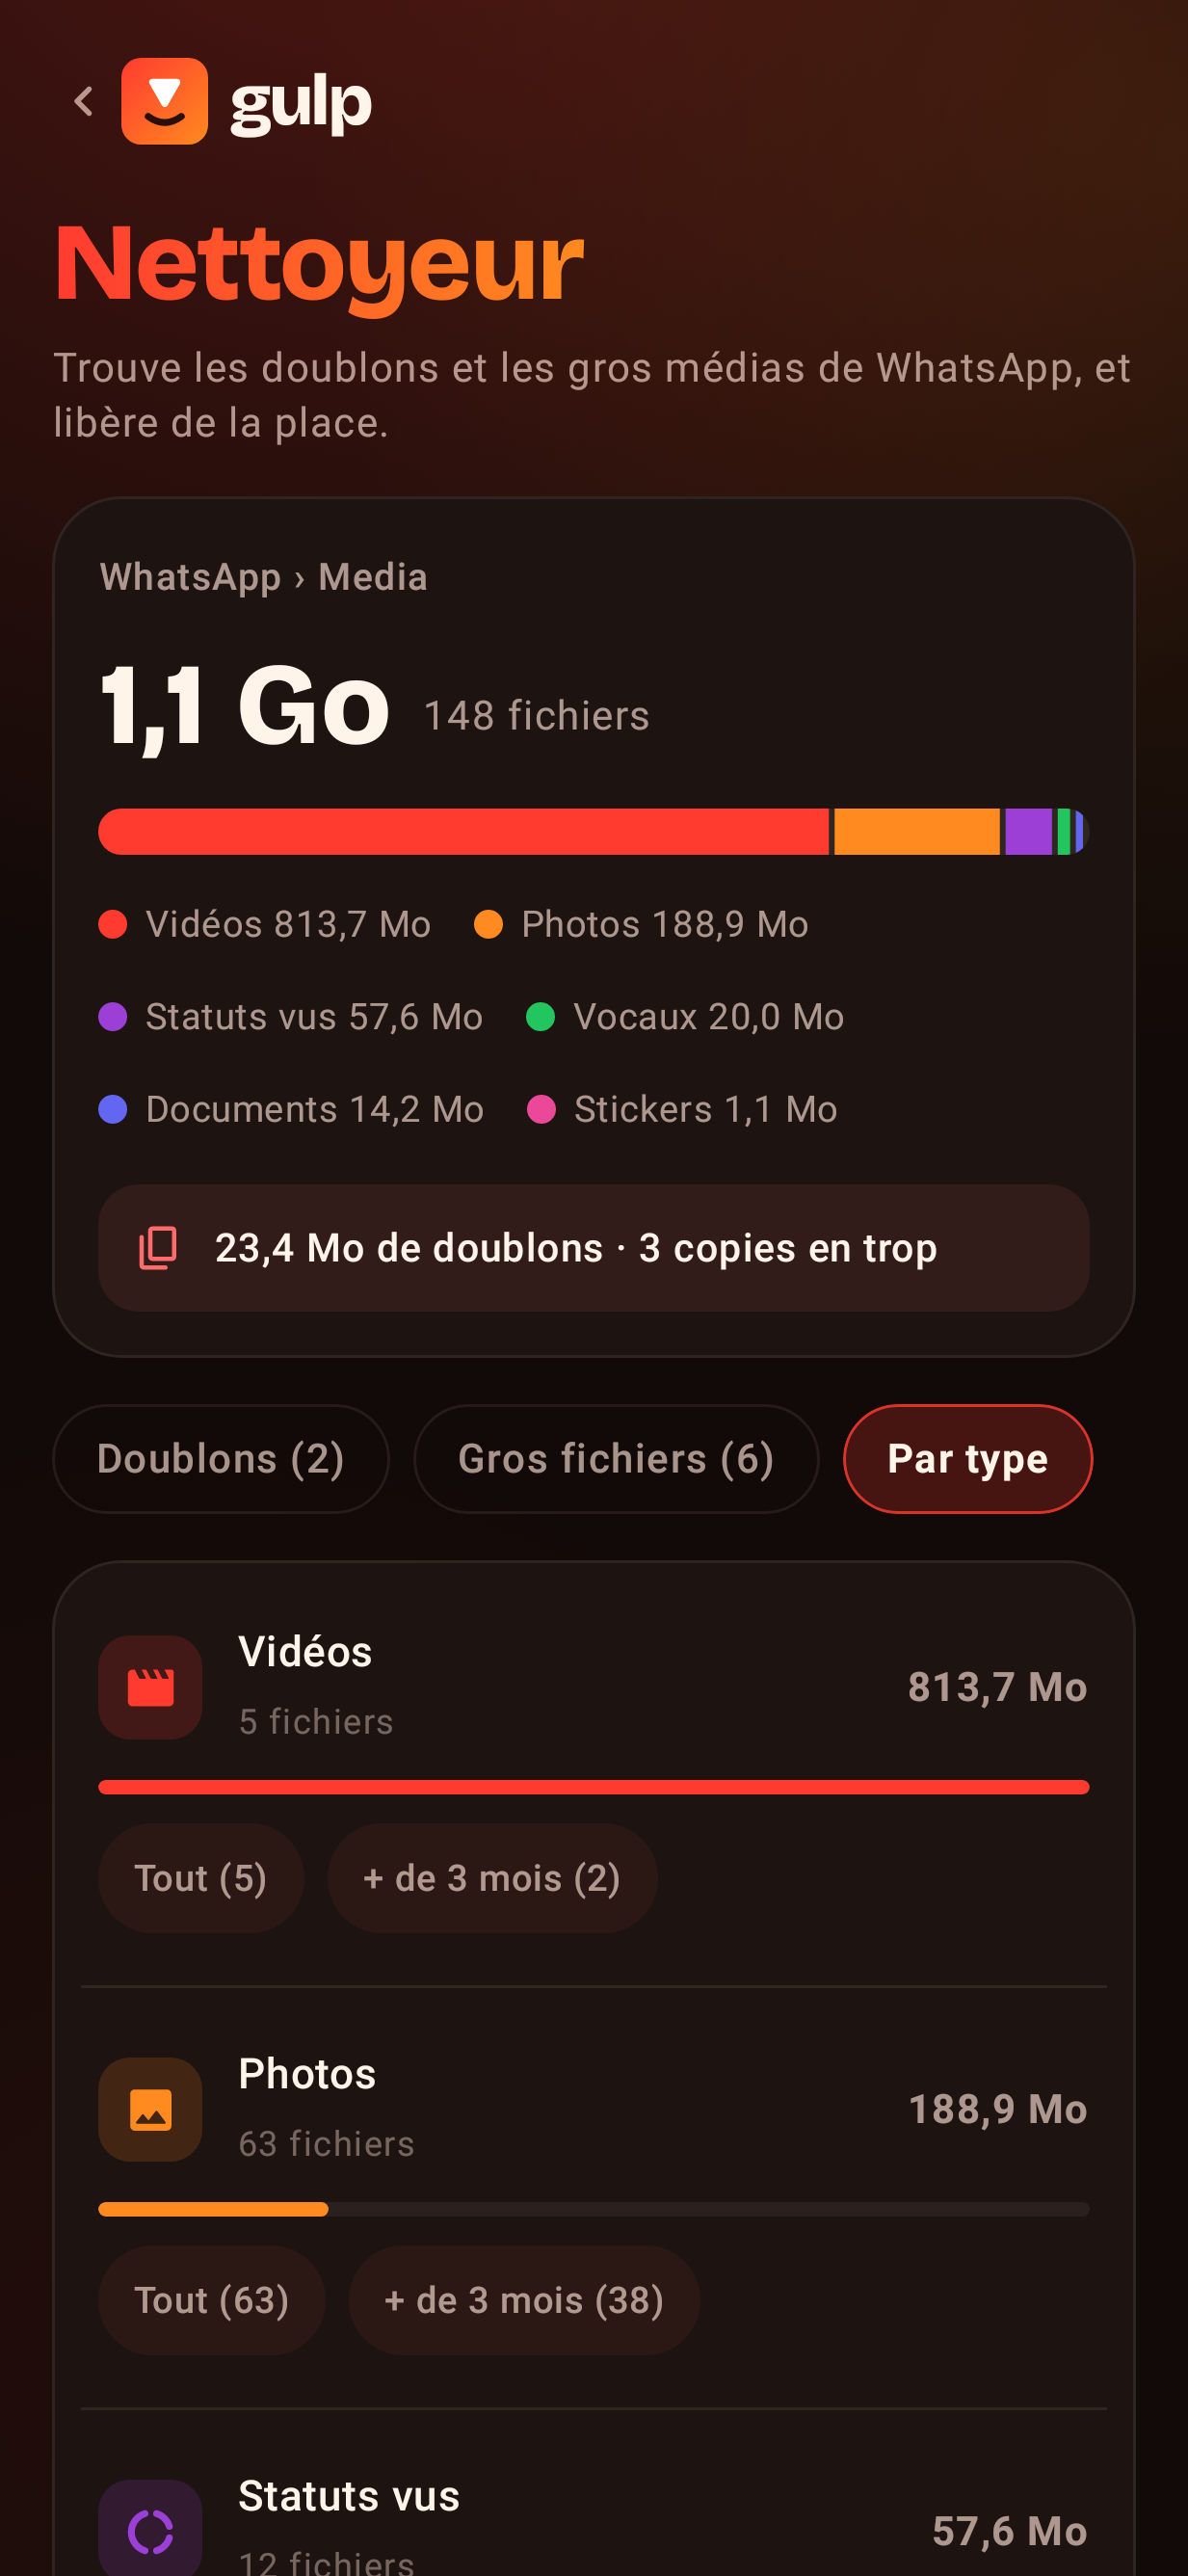 gulp
Nettoyeur
Trouve les doublons et les gros médias de WhatsApp, et
libère de la place.
WhatsApp › Media
1,1 Go 148 fichiers
Vidéos 813,7 Mo Photos 188,9 Mo
Statuts vus 57,6 Mo Vocaux 20,0 Mo
Documents 14,2 Mo Stickers 1,1 Mo
23,4 Mo de doublons · 3 copies en trop
Doublons (2) Gros fichiers (6) Par type
Vidéos
813,7 Mo
5 fichiers
Tout (5) + de 3 mois (2)
Photos
188,9 Mo
63 fichiers
Tout (63) + de 3 mois (38)
Statuts vus
57,6 Mo
12 fichiers